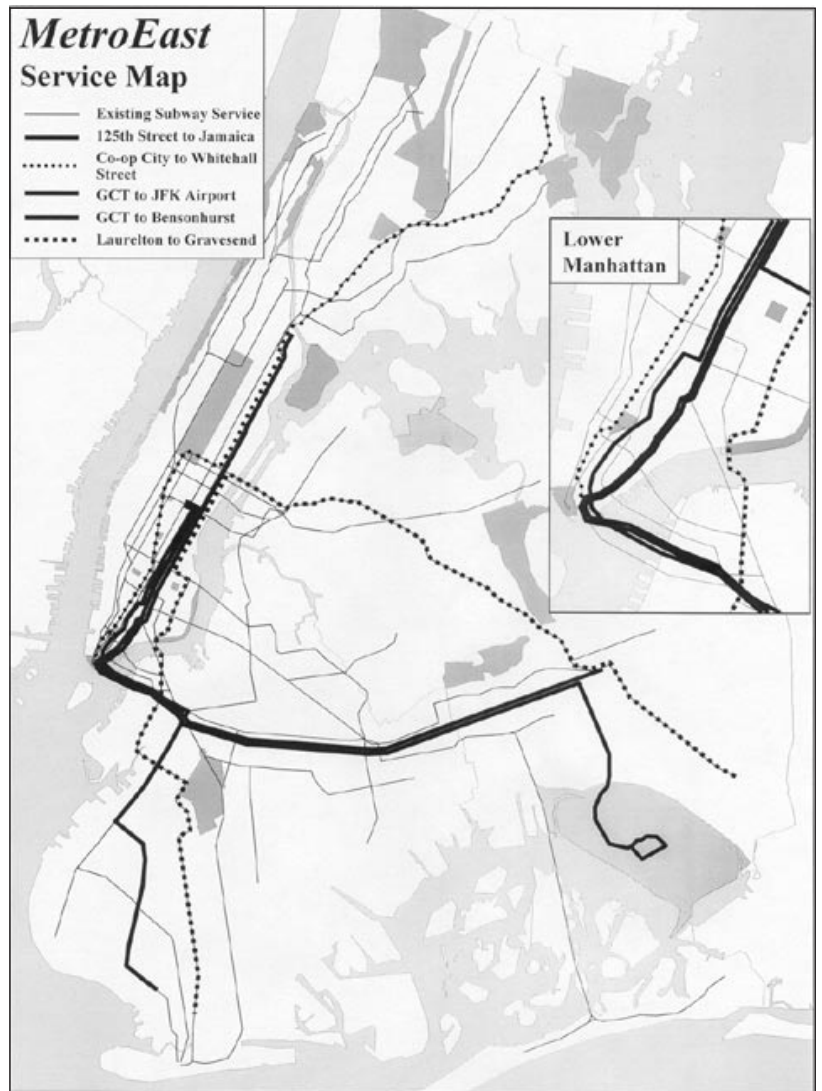 MetroEast
Service Map
Existing Subway Service
125th Street to Jamaica
Co-op City to Whitehall
Street
GCT to JFK Airport
GCT to Bensonhurst
Laurelton to Gravesend
Lower
Manhattan